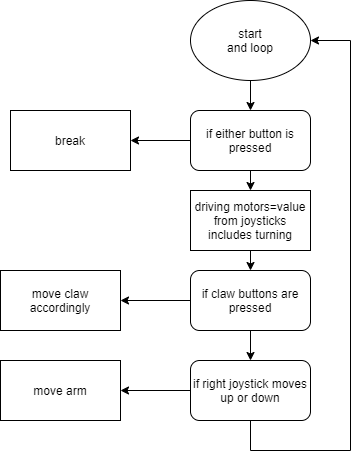 start
and loop
break
if either button is
pressed
driving motors=value
from joysticks
includes turning
move claw
accordingly
if claw buttons are
pressed
move arm
if right joystick moves
up or down